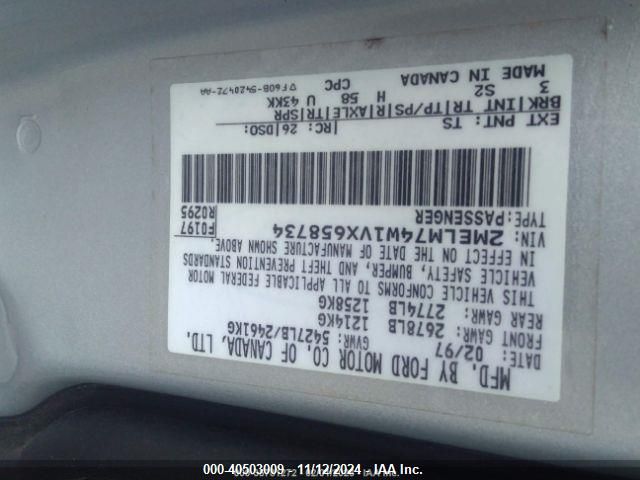 MFD. BY FORD MOTOR CO. OF CANADA, LTD.
DATE: 02/97 GVWR: 5427LB/2461KG
FRONT GAWR: 2678LB 1214KG
REAR GAWR: 2774LB 1258KG
THIS VEHICLE CONFORMS TO ALL APPLICABLE FEDERAL MOTOR
VEHICLE SAFETY, BUMPER, AND THEFT PREVENTION STANDARDS
IN EFFECT ON THE DATE OF MANUFACTURE SHOWN ABOVE.
VIN: 2MELM74W1VX658734 F0197
TYPE: PASSENGER R0295
EXT PNT: TS RC: 26 DSO:
BRK INT TR TP/PS R AXLE TR SPR
3 S2 H 58 U 43KK
MADE IN CANADA CPC ▽F60B-5420472-AA
000-40503009 - 11/12/2024 - IAA Inc.